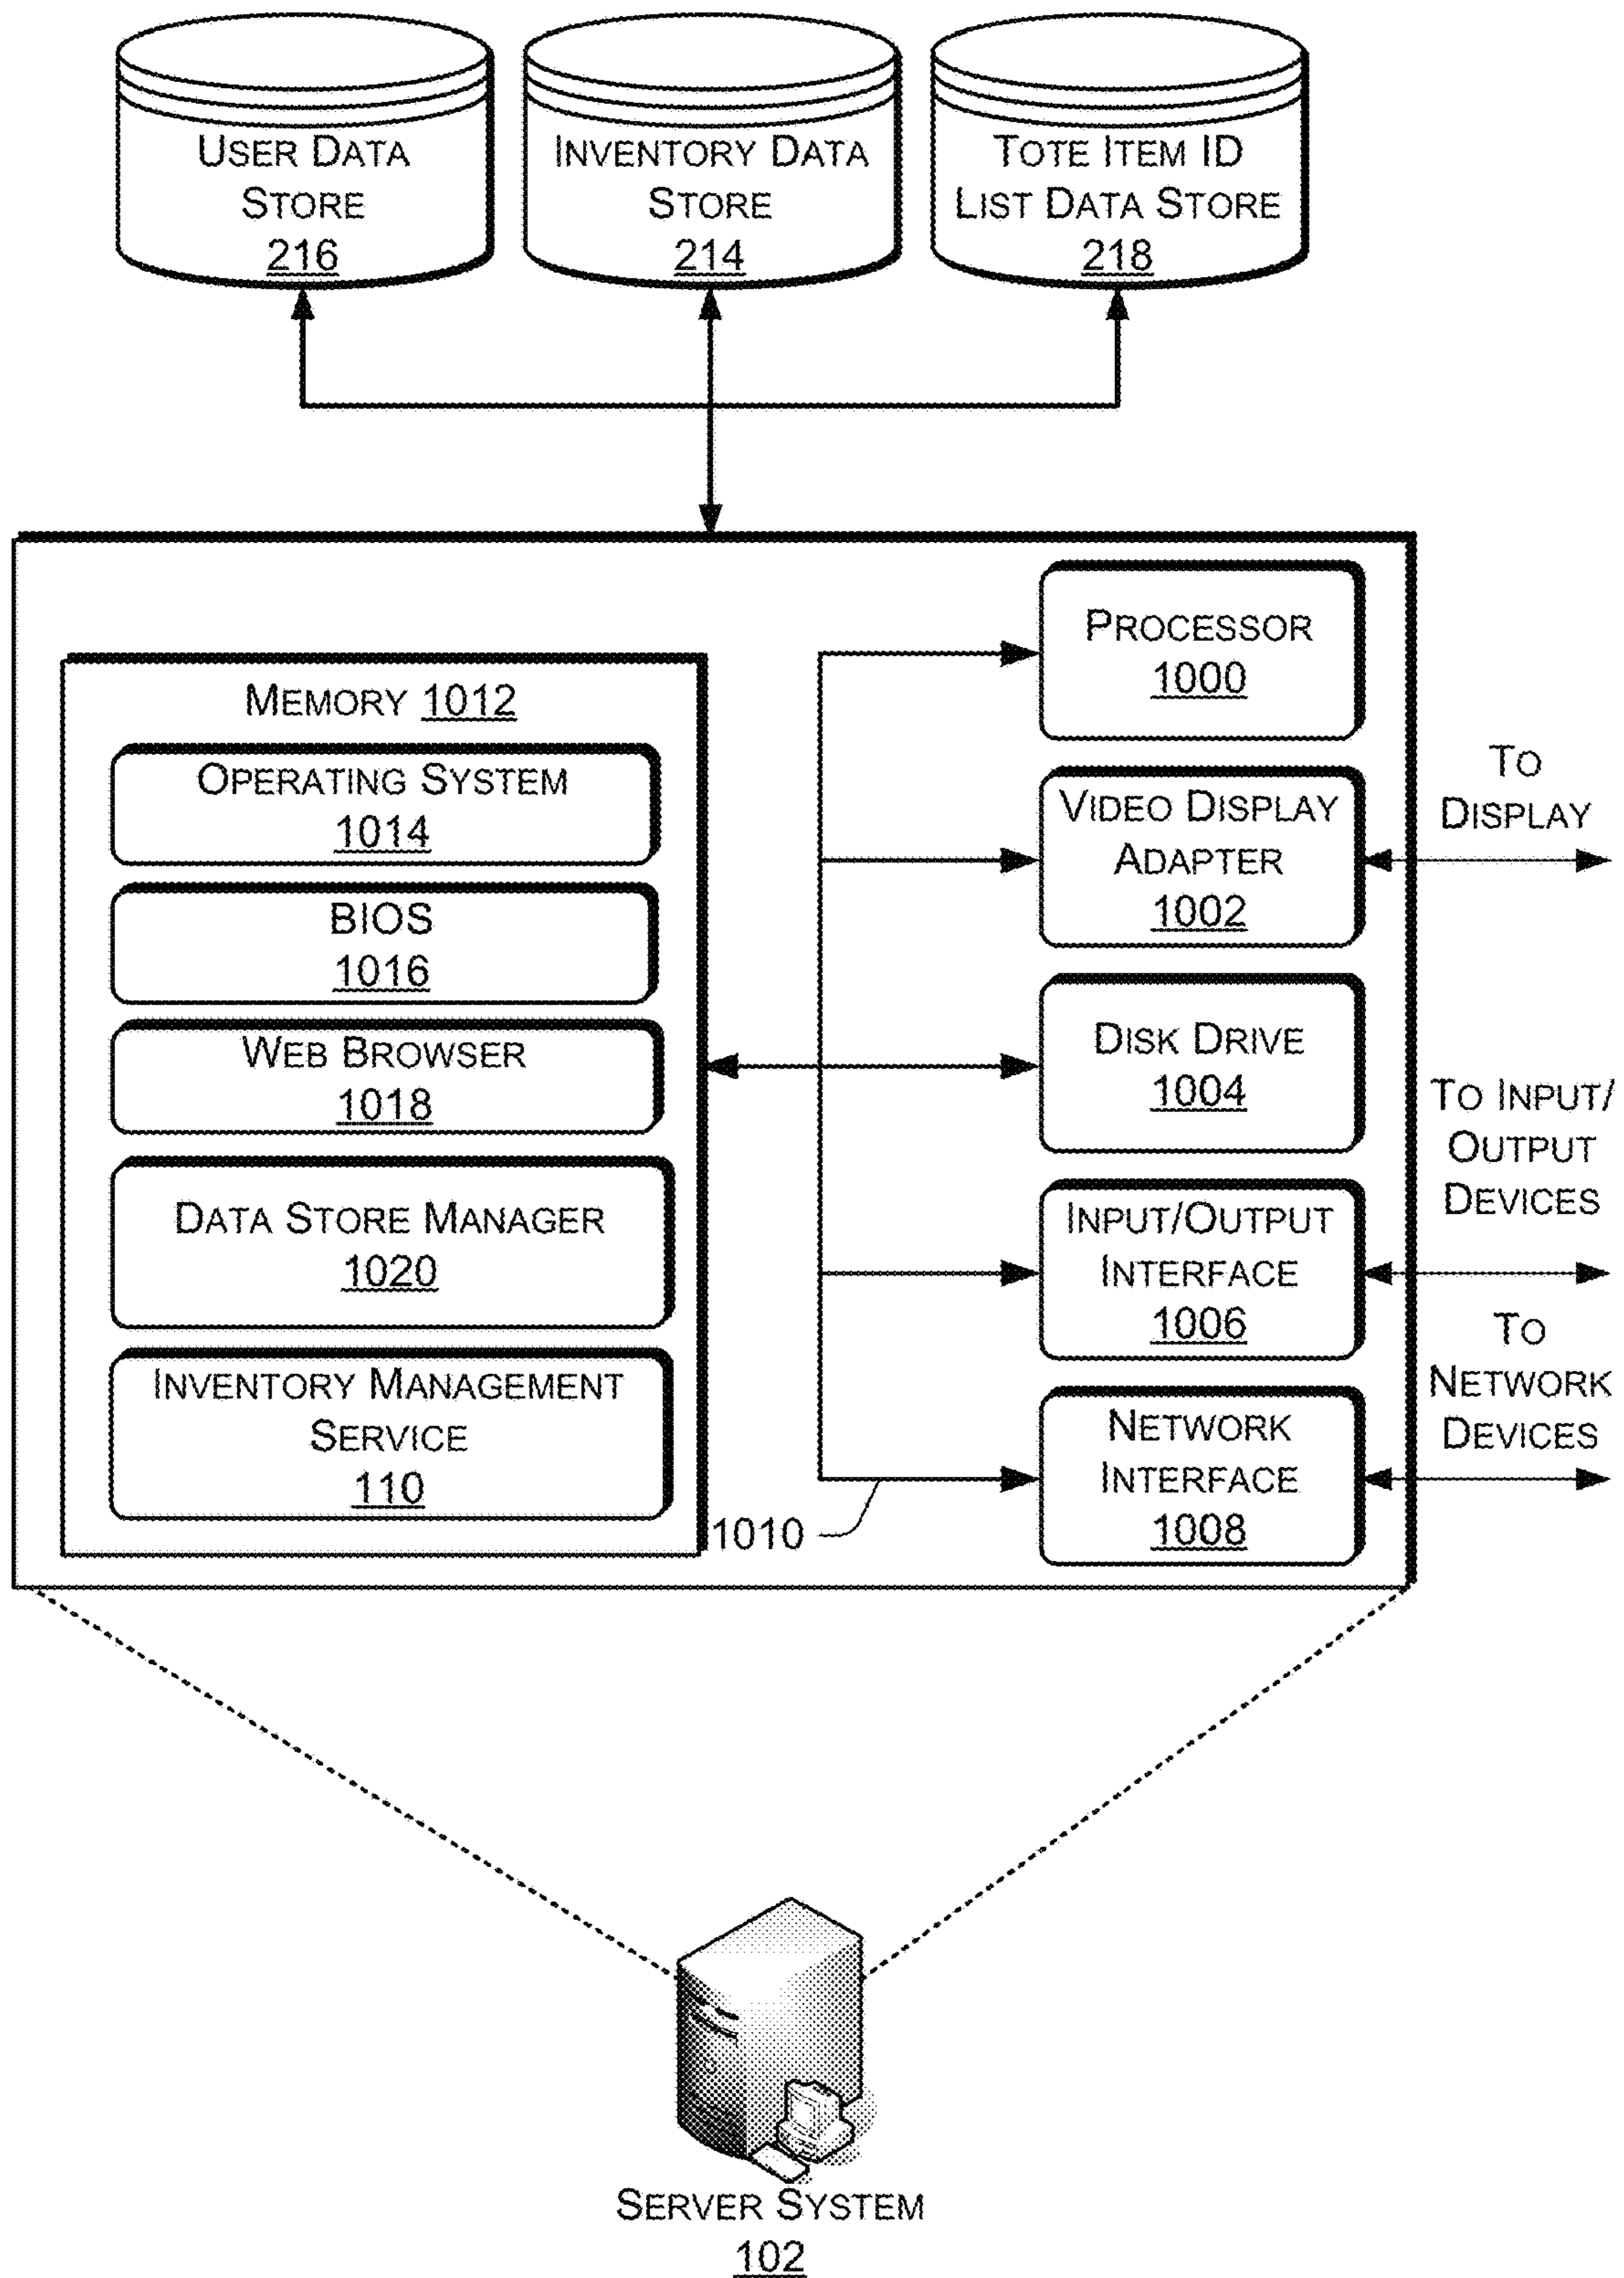 USER DATA
STORE
216
INVENTORY DATA
STORE
214
TOTE ITEM ID
LIST DATA STORE
218
MEMORY 1012
OPERATING SYSTEM
1014
BIOS
1016
WEB BROWSER
1018
DATA STORE MANAGER
1020
INVENTORY MANAGEMENT
SERVICE
110
PROCESSOR
1000
VIDEO DISPLAY
ADAPTER
1002
DISK DRIVE
1004
INPUT/OUTPUT
INTERFACE
1006
NETWORK
INTERFACE
1008
1010
TO
DISPLAY
TO INPUT/
OUTPUT
DEVICES
TO
NETWORK
DEVICES
SERVER SYSTEM
102